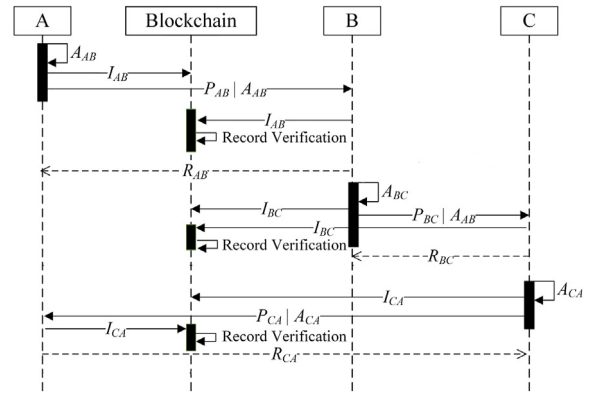 A Blockchain B C
A_AB
I_AB
P_AB | A_AB
I_AB
Record Verification
R_AB
A_BC
I_BC
P_BC | A_AB
I_BC
Record Verification
R_BC
A_CA
I_CA
P_CA | A_CA
I_CA
Record Verification
R_CA